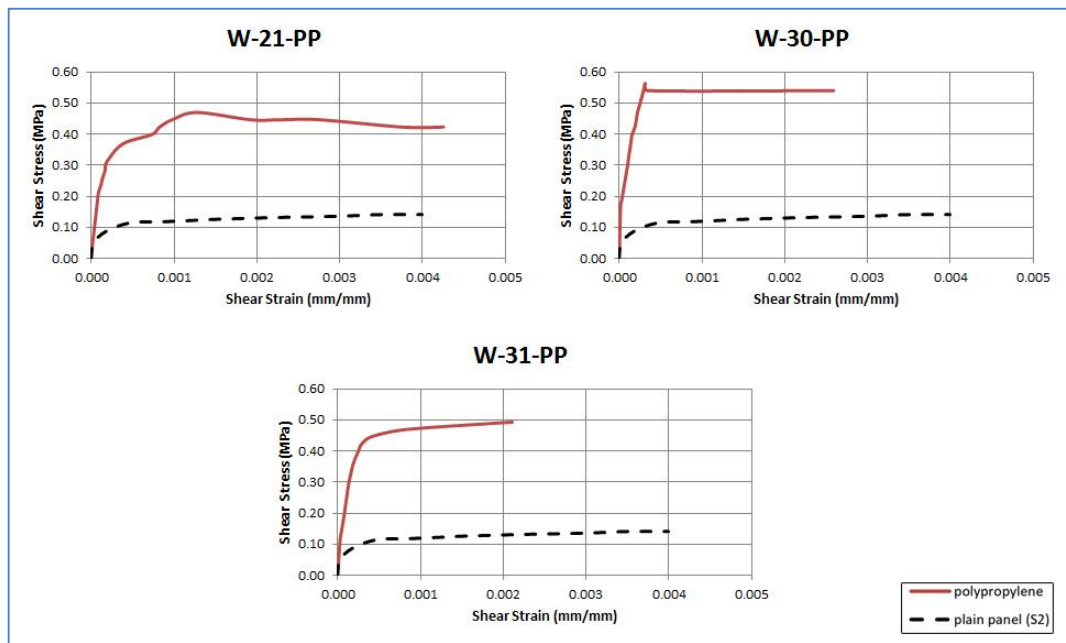 W-21-PP
0.60
0.50
0.40
0.30
0.20
0.10
0.00
Shear Stress (MPa)
0.000 0.001 0.002 0.003 0.004 0.005
Shear Strain (mm/mm)
W-30-PP
0.60
0.50
0.40
0.30
0.20
0.10
0.00
Shear Stress (MPa)
0.000 0.001 0.002 0.003 0.004 0.005
Shear Strain (mm/mm)
W-31-PP
0.60
0.50
0.40
0.30
0.20
0.10
0.00
Shear Stress (MPa)
0.000 0.001 0.002 0.003 0.004 0.005
Shear Strain (mm/mm)
polypropylene
plain panel (S2)